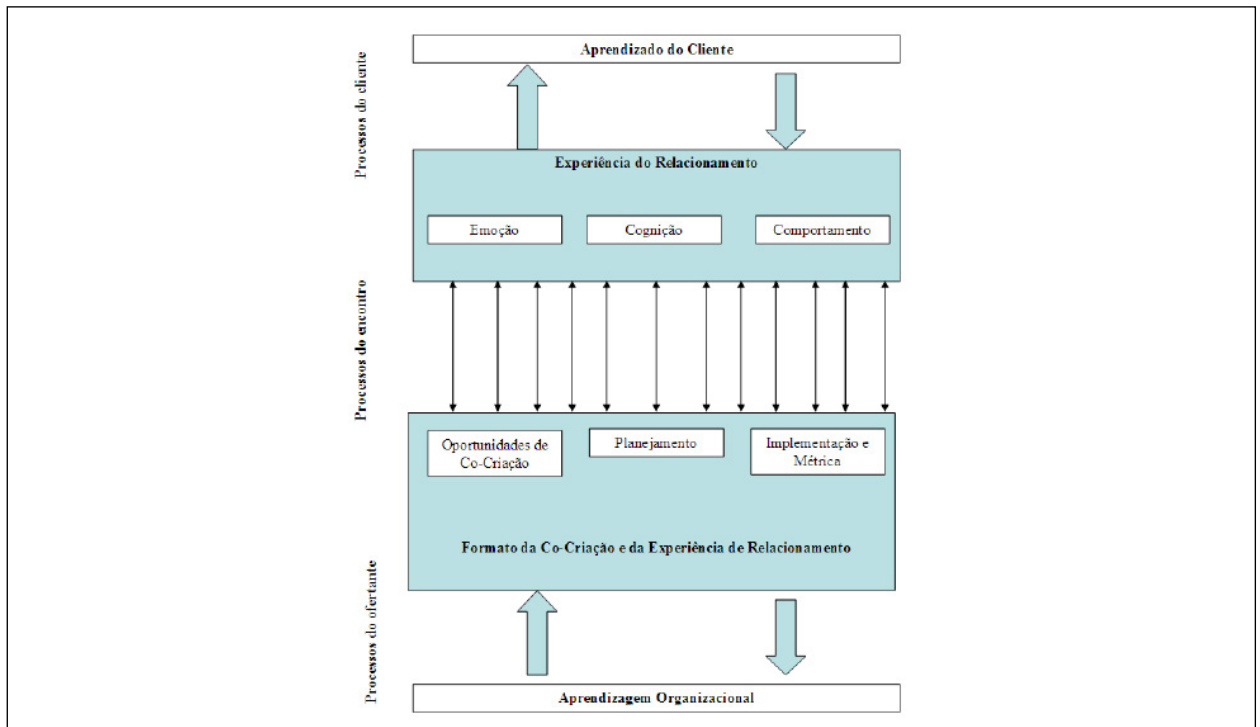 Processos do cliente
Aprendizado do Cliente
Experiência do Relacionamento
Emoção
Cognição
Comportamento
Processos do encontro
Oportunidades de
Co-Criação
Planejamento
Implementação e
Métrica
Formato da Co-Criação e da Experiência de Relacionamento
Processos do ofertante
Aprendizagem Organizacional